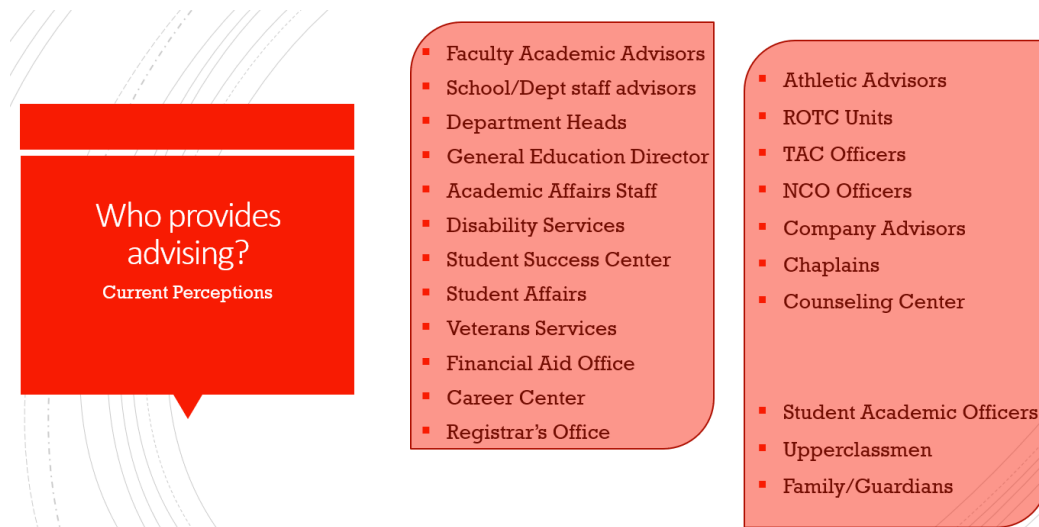 Who provides
advising?
Current Perceptions
Faculty Academic Advisors
School/Dept staff advisors
Department Heads
General Education Director
Academic Affairs Staff
Disability Services
Student Success Center
Student Affairs
Veterans Services
Financial Aid Office
Career Center
Registrar's Office
Athletic Advisors
ROTC Units
TAC Officers
NCO Officers
Company Advisors
Chaplains
Counseling Center
Student Academic Officers
Upperclassmen
Family/Guardians